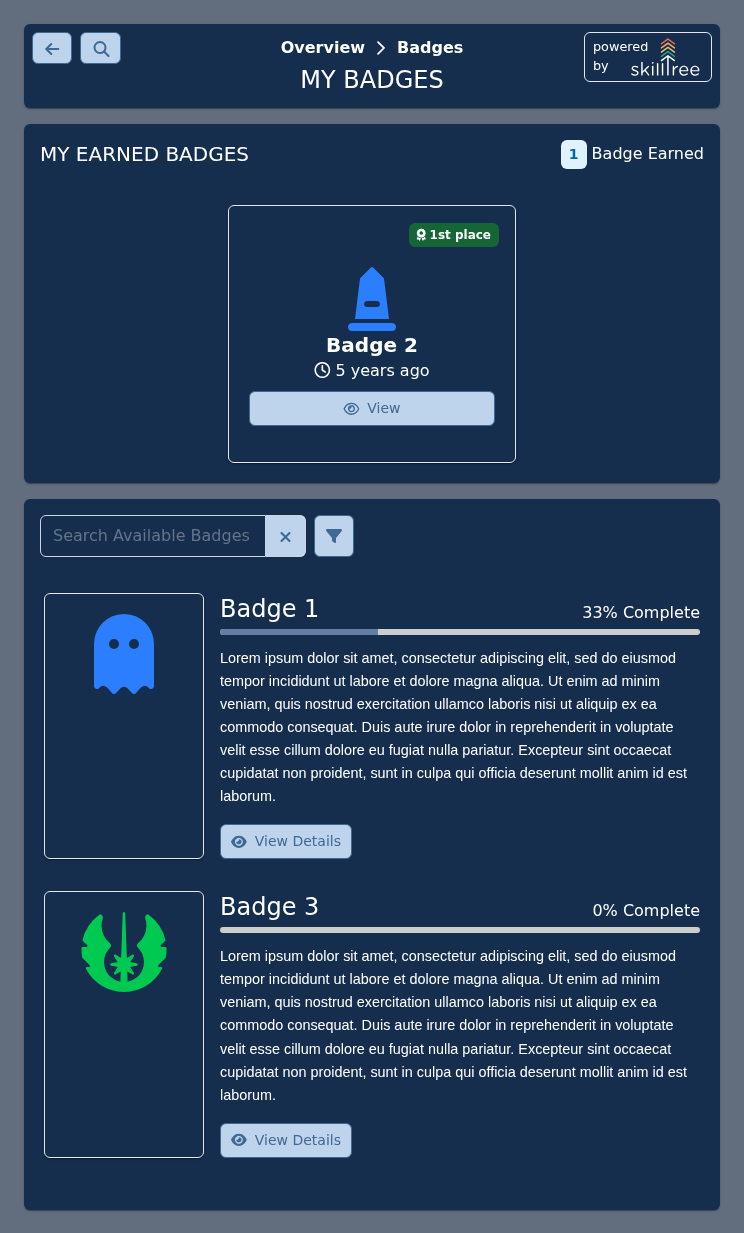 Overview > Badges
MY BADGES
powered
by skilltree
MY EARNED BADGES
1 Badge Earned
1st place
Badge 2
5 years ago
View
Search Available Badges
Badge 1
33% Complete
Lorem ipsum dolor sit amet, consectetur adipiscing elit, sed do eiusmod
tempor incididunt ut labore et dolore magna aliqua. Ut enim ad minim
veniam, quis nostrud exercitation ullamco laboris nisi ut aliquip ex ea
commodo consequat. Duis aute irure dolor in reprehenderit in voluptate
velit esse cillum dolore eu fugiat nulla pariatur. Excepteur sint occaecat
cupidatat non proident, sunt in culpa qui officia deserunt mollit anim id est
laborum.
View Details
Badge 3
0% Complete
Lorem ipsum dolor sit amet, consectetur adipiscing elit, sed do eiusmod
tempor incididunt ut labore et dolore magna aliqua. Ut enim ad minim
veniam, quis nostrud exercitation ullamco laboris nisi ut aliquip ex ea
commodo consequat. Duis aute irure dolor in reprehenderit in voluptate
velit esse cillum dolore eu fugiat nulla pariatur. Excepteur sint occaecat
cupidatat non proident, sunt in culpa qui officia deserunt mollit anim id est
laborum.
View Details